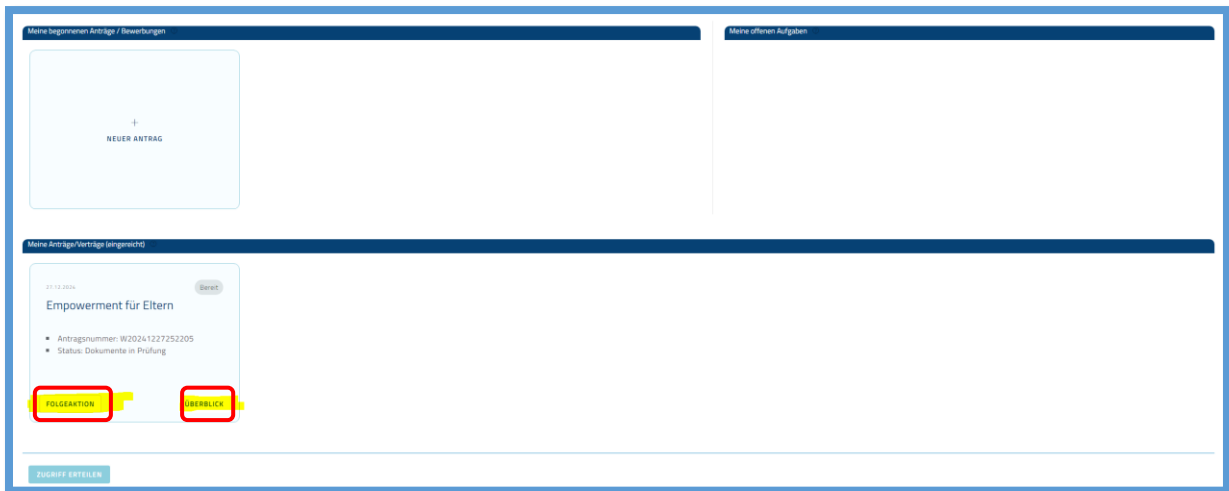 Meine begonnenen Anträge / Bewerbungen
Meine offenen Aufgaben
+
NEUER ANTRAG
Meine Anträge/Verträge (eingereicht)
27.12.2024
Bereit
Empowerment für Eltern
▪ Antragsnummer: W20241227252205
▪ Status: Dokumente in Prüfung
FOLGEAKTION
ÜBERBLICK
ZUGRIFF ERTEILEN